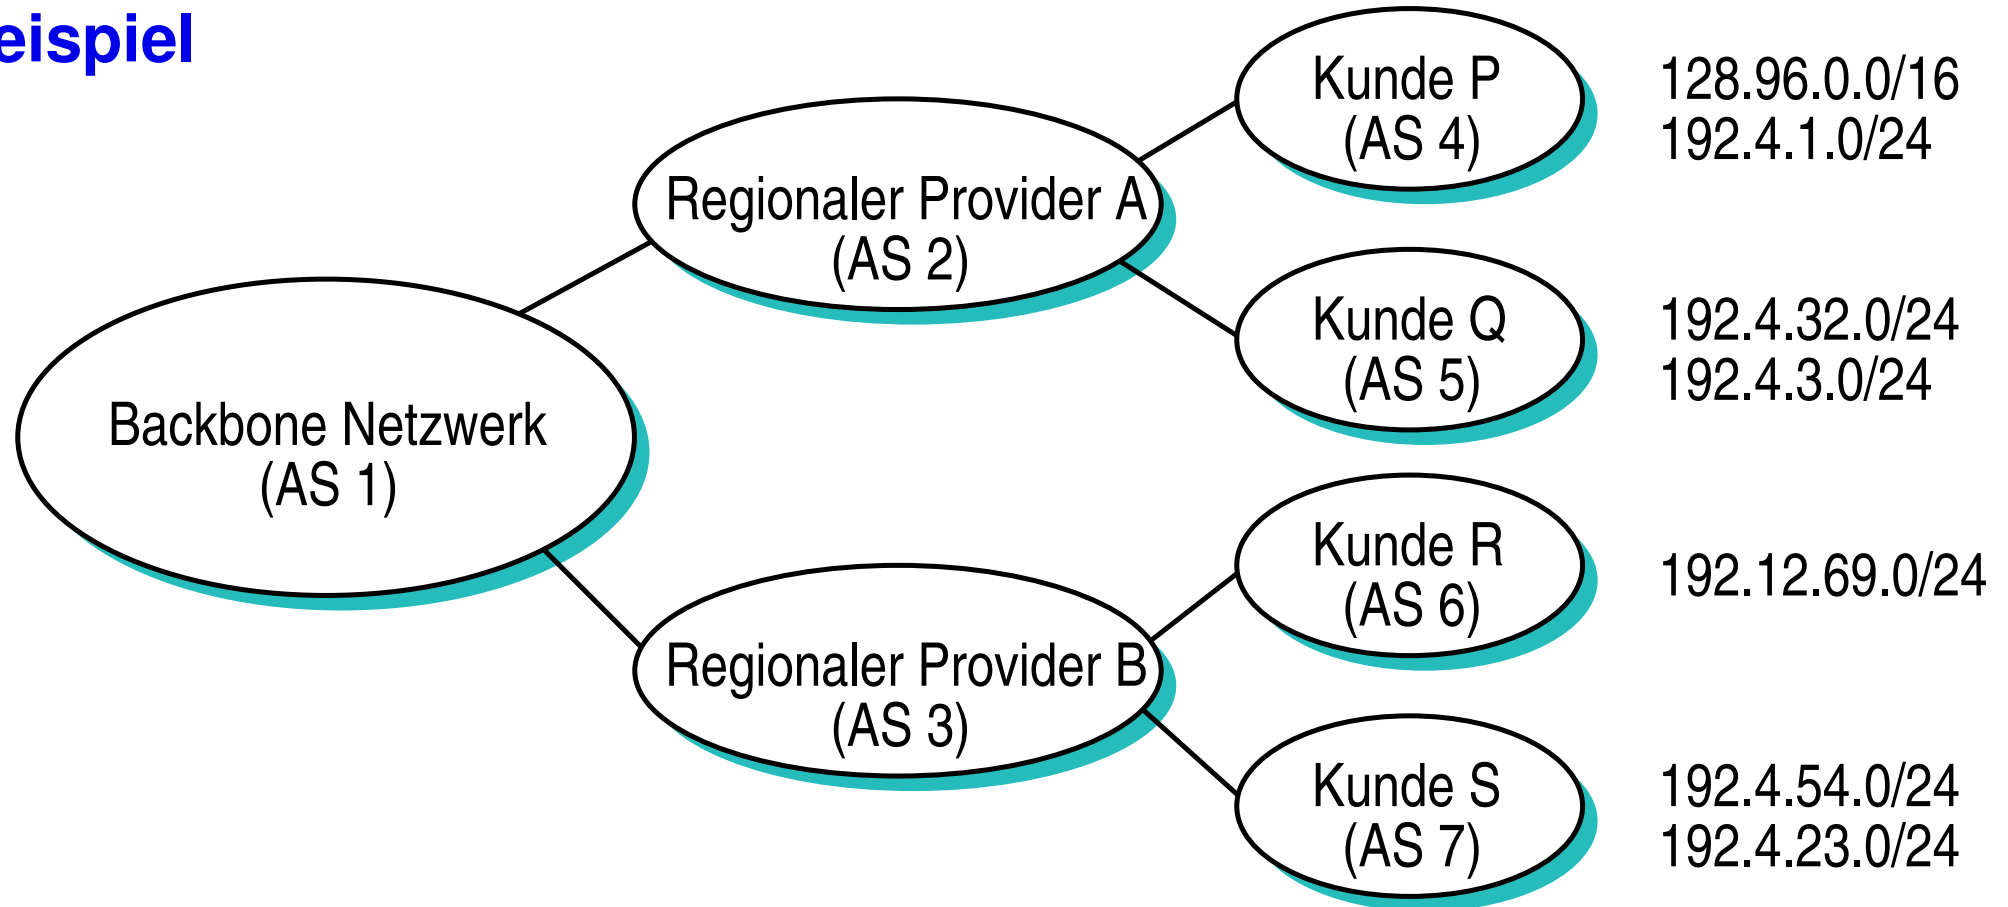 eispiel
Kunde P
(AS 4)
128.96.0.0/16
192.4.1.0/24
Regionaler Provider A
(AS 2)
Kunde Q
(AS 5)
192.4.32.0/24
192.4.3.0/24
Backbone Netzwerk
(AS 1)
Kunde R
(AS 6)
192.12.69.0/24
Regionaler Provider B
(AS 3)
Kunde S
(AS 7)
192.4.54.0/24
192.4.23.0/24